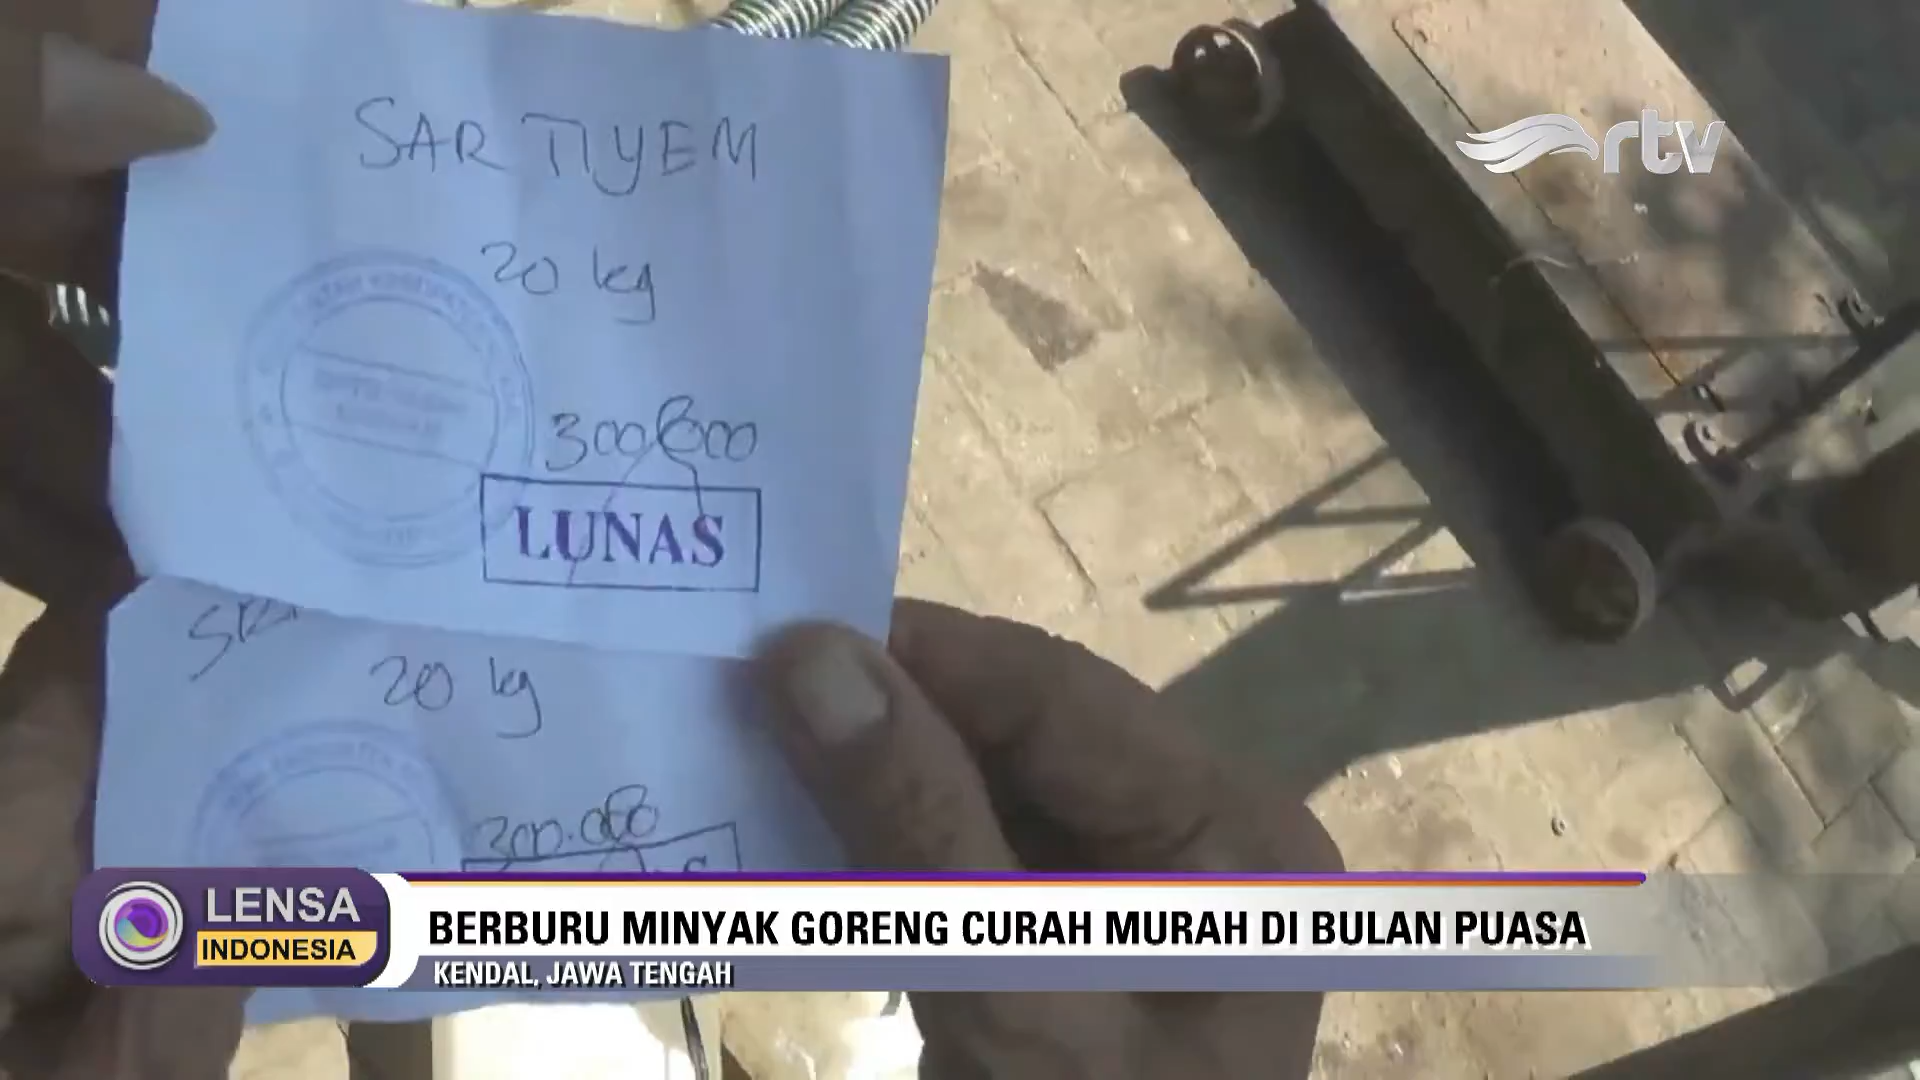 SARTIYEM
20 kg
300.000
LUNAS
20 kg
300.000
rtv
LENSA
INDONESIA
BERBURU MINYAK GORENG CURAH MURAH DI BULAN PUASA
KENDAL, JAWA TENGAH